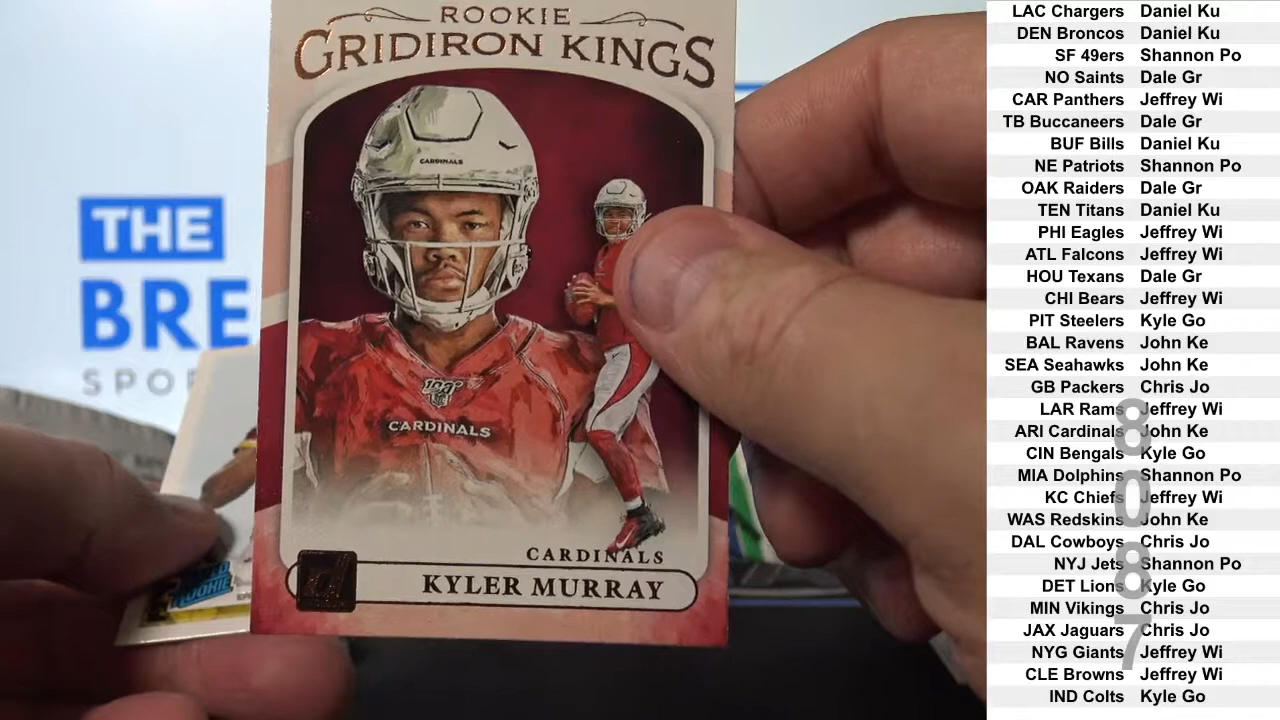 ROOKIE
GRIDIRON KINGS
CARDINALS
CARDINALS
CARDINALS
KYLER MURRAY
ROOKIE
THE
BRE
SPO
LAC Chargers Daniel Ku
DEN Broncos Daniel Ku
SF 49ers Shannon Po
NO Saints Dale Gr
CAR Panthers Jeffrey Wi
TB Buccaneers Dale Gr
BUF Bills Daniel Ku
NE Patriots Shannon Po
OAK Raiders Dale Gr
TEN Titans Daniel Ku
PHI Eagles Jeffrey Wi
ATL Falcons Jeffrey Wi
HOU Texans Dale Gr
CHI Bears Jeffrey Wi
PIT Steelers Kyle Go
BAL Ravens John Ke
SEA Seahawks John Ke
GB Packers Chris Jo
LAR Rams Jeffrey Wi
ARI Cardinals John Ke
CIN Bengals Kyle Go
MIA Dolphins Shannon Po
KC Chiefs Jeffrey Wi
WAS Redskins John Ke
DAL Cowboys Chris Jo
NYJ Jets Shannon Po
DET Lions Kyle Go
MIN Vikings Chris Jo
JAX Jaguars Chris Jo
NYG Giants Jeffrey Wi
CLE Browns Jeffrey Wi
IND Colts Kyle Go
8087